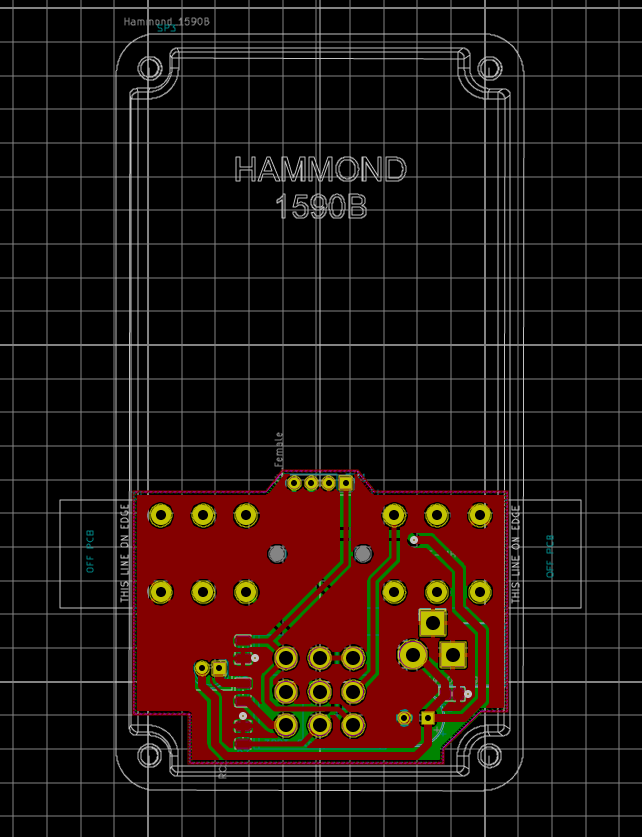 Hammond_1590B
SP3
HAMMOND
1590B
Female
THIS LINE ON EDGE
OFF PCB
THIS LINE ON EDGE
OFF PCB